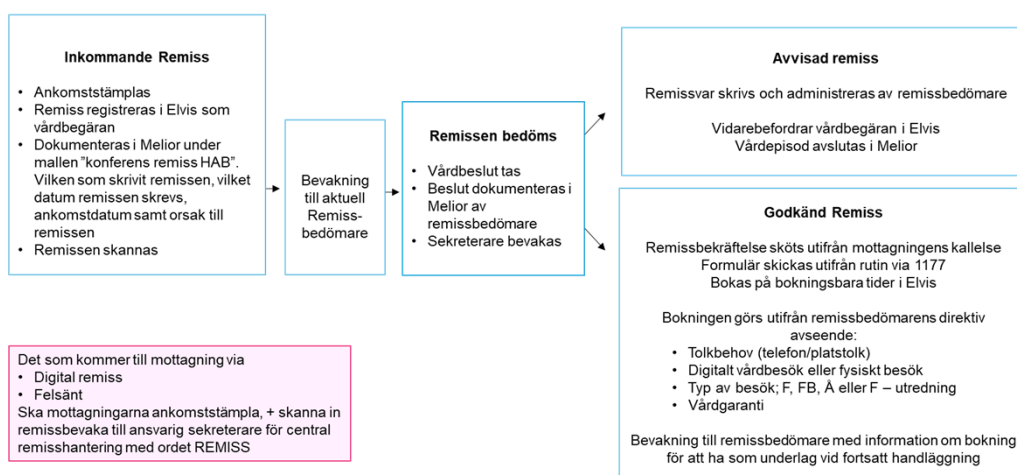 Inkommande Remiss
• Ankomststämplas
• Remiss registreras i Elvis som
vårdbegäran
• Dokumenteras i Melior under
mallen ”konferens remiss HAB”.
Vilken som skrivit remissen, vilket
datum remissen skrevs,
ankomstdatum samt orsak till
remissen
• Remissen skannas
Bevakning
till aktuell
Remiss-
bedömare
Remissen bedöms
• Vårdbeslut tas
• Beslut dokumenteras i
Melior av
remissbedömare
• Sekreterare bevakas
Avvisad remiss
Remissvar skrivs och administreras av remissbedömare
Vidarebefordrar vårdbegäran i Elvis
Vårdepisod avslutas i Melior
Godkänd Remiss
Remissbekräftelse sköts utifrån mottagningens kallelse
Formulär skickas utifrån rutin via 1177
Bokas på bokningsbara tider i Elvis
Bokningen görs utifrån remissbedömarens direktiv
avseende:
• Tolkbehov (telefon/platstolk)
• Digitalt vårdbesök eller fysiskt besök
• Typ av besök; F, FB, Å eller F – utredning
• Vårdgaranti
Bevakning till remissbedömare med information om bokning
för att ha som underlag vid fortsatt handläggning
Det som kommer till mottagning via
• Digital remiss
• Felsänt
Ska mottagningarna ankomststämpla, + skanna in
remissbevaka till ansvarig sekreterare för central
remisshantering med ordet REMISS